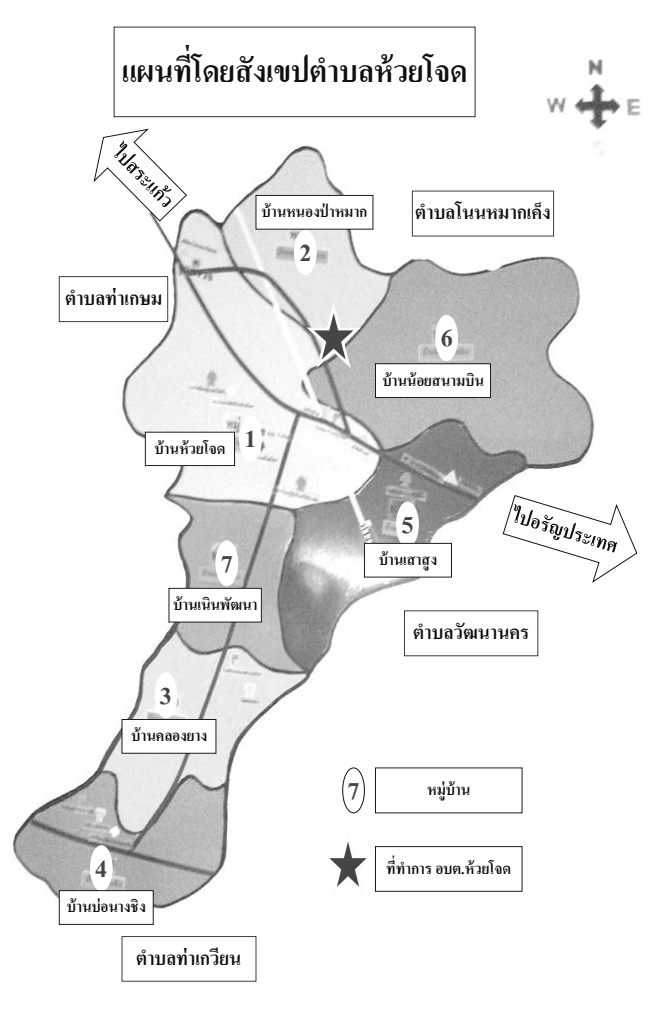 แผนที่โดยสังเขปตำบลห้วยโจด
N
W E
S
ไปสระแก้ว
บ้านหนองป่าหมาก
2
ตำบลโนนหมากเค็ง
ตำบลท่าเกษม
6
บ้านน้อยสนามบิน
1
บ้านห้วยโจด
5
บ้านเสาสูง
ไปอรัญประเทศ
7
บ้านเนินพัฒนา
ตำบลวัฒนานคร
3
บ้านคลองยาง
7 หมู่บ้าน
ที่ทำการ อบต.ห้วยโจด
4
บ้านบ่อนางชิง
ตำบลท่าเกวียน